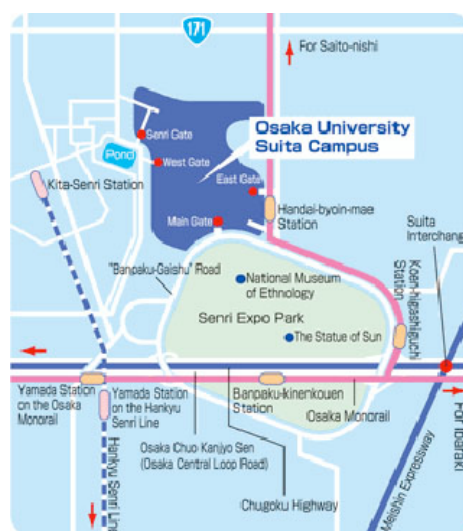 171
For Saito-nishi
Osaka University
Suita Campus
Senri Gate
Pond
West Gate
Kita-Senri Station
East Gate
Handai-byoin-mae
Station
Main Gate
Suita
Interchang
"Banpaku-Gaishu" Road
Koen-higashiguchi
Station
National Museum
of Ethnology
Senri Expo Park
The Statue of Sun
Yamada Station
on the Osaka
Monorail
Yamada Station
on the Hankyu
Senri Line
Banpaku-kinenkouen
Station
Osaka Monorail
For Ibaraki
Osaka Chuo Kanjyo Sen
(Osaka Central Loop Road)
Hankyu Senri Line
Chugoku Highway
Meishin Expressway